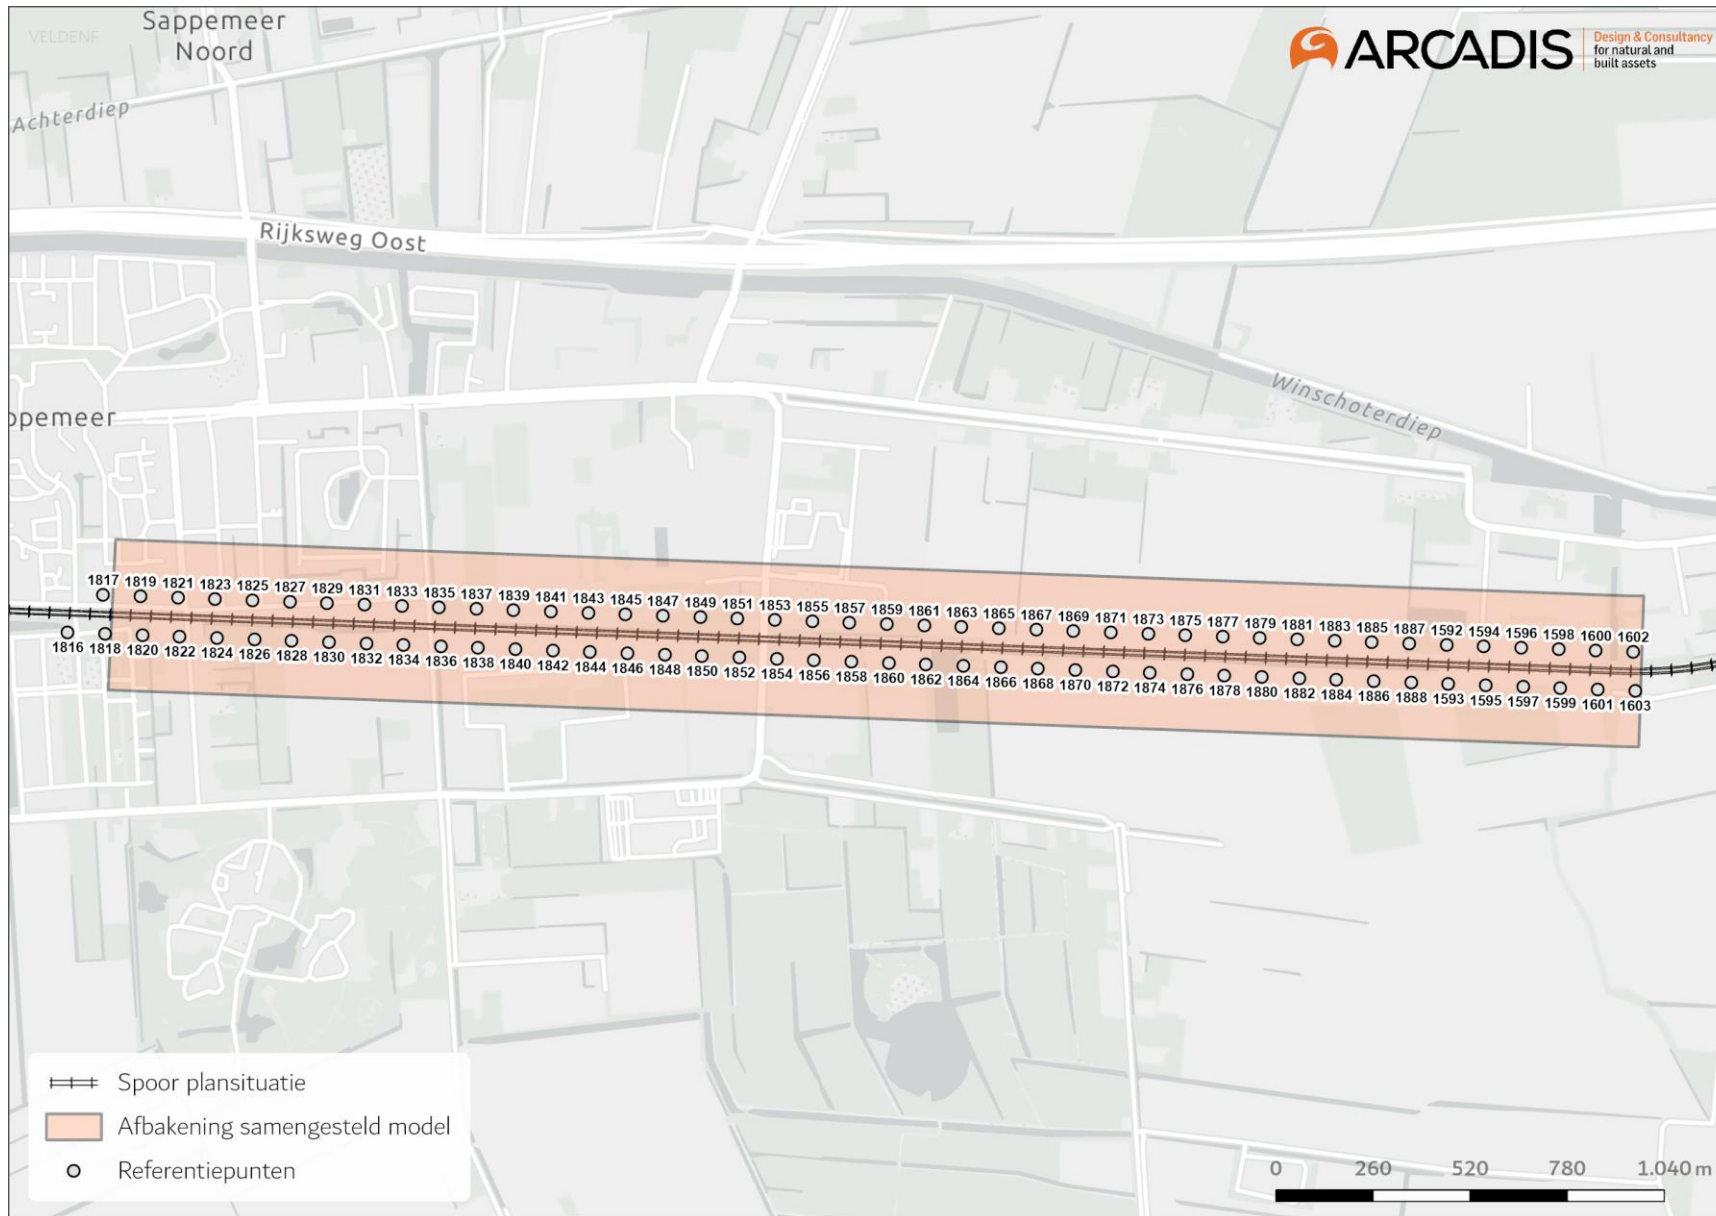 VELDENF
Sappemeer
Noord
ARCADIS
Design & Consultancy
for natural and
built assets
Achterdiep
Rijksweg Oost
Winschoterdiep
ppemeer
1817 1819 1821 1823 1825 1827 1829 1831 1833 1835 1837 1839 1841 1843 1845 1847 1849 1851 1853 1855 1857 1859 1861 1863 1865 1867 1869 1871 1873 1875 1877 1879 1881 1883 1885 1887 1592 1594 1596 1598 1600 1602
1816 1818 1820 1822 1824 1826 1828 1830 1832 1834 1836 1838 1840 1842 1844 1846 1848 1850 1852 1854 1856 1858 1860 1862 1864 1866 1868 1870 1872 1874 1876 1878 1880 1882 1884 1886 1888 1593 1595 1597 1599 1601 1603
Spoor plansituatie
Afbakening samengesteld model
Referentiepunten
0 260 520 780 1.040 m